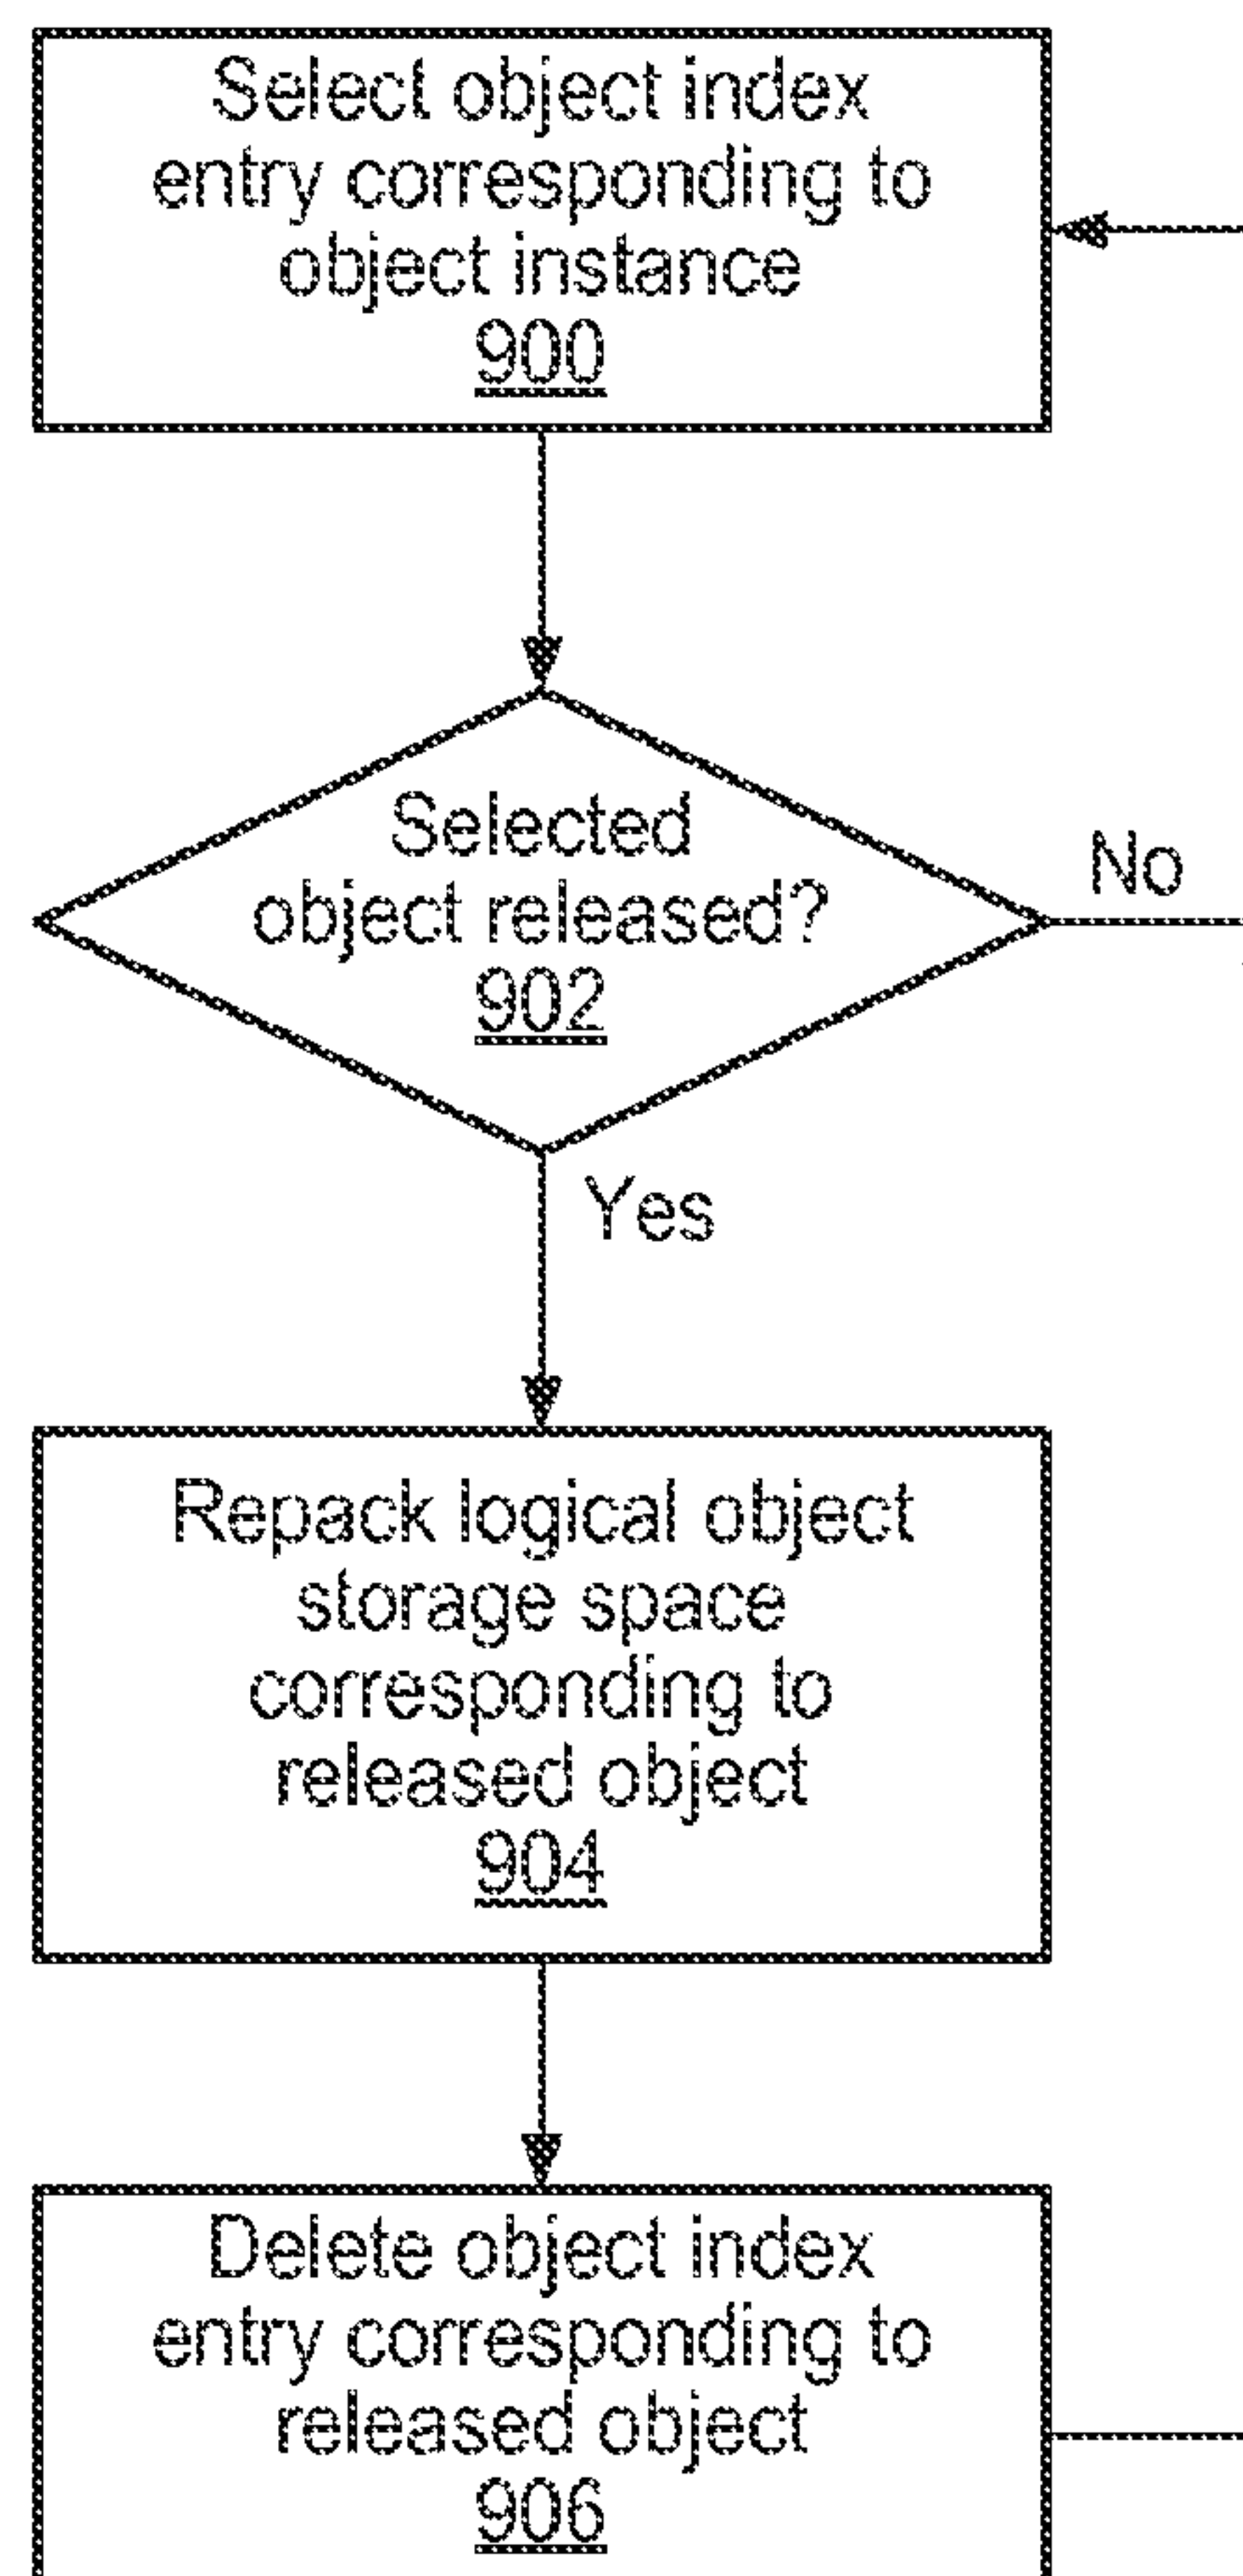 Select object index
entry corresponding to
object instance
900
Selected
object released?
902
No
Yes
Repack logical object
storage space
corresponding to
released object
904
Delete object index
entry corresponding to
released object
906